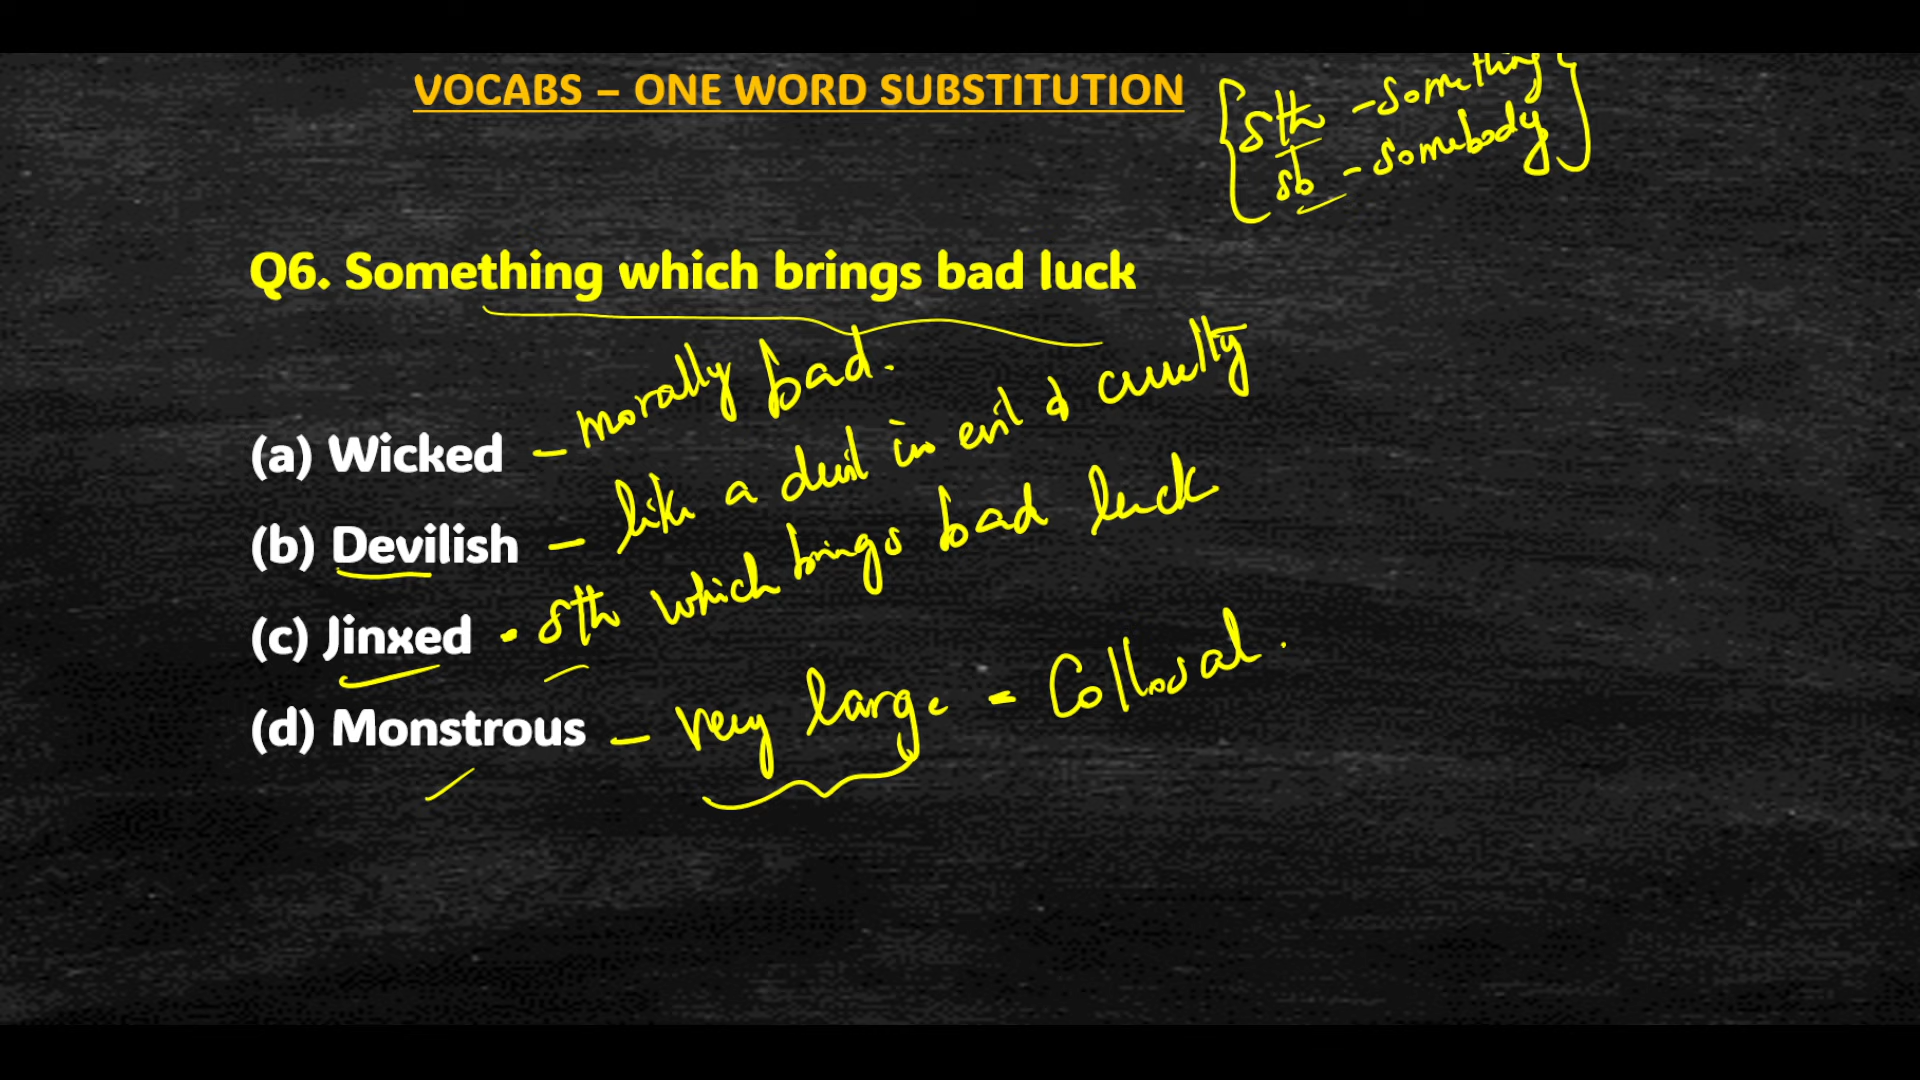 VOCABS – ONE WORD SUBSTITUTION
sth - something
sb - somebody
Q6. Something which brings bad luck
(a) Wicked – morally bad.
(b) Devilish – like a devil in evil & cruelty
(c) Jinxed - sth which brings bad luck
(d) Monstrous – very large = Collosal.